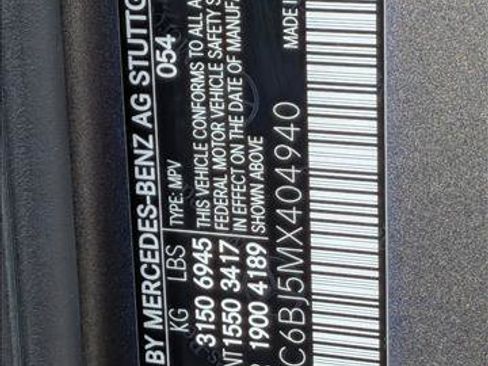 BY MERCEDES-BENZ AG STUTTG
054
KG LBS TYPE: MPV
3150 6945 THIS VEHICLE CONFORMS TO ALL A
1550 3417 FEDERAL MOTOR VEHICLE SAFETY S
1900 4189 IN EFFECT ON THE DATE OF MANUF
SHOWN ABOVE
C6BJ5MX404940